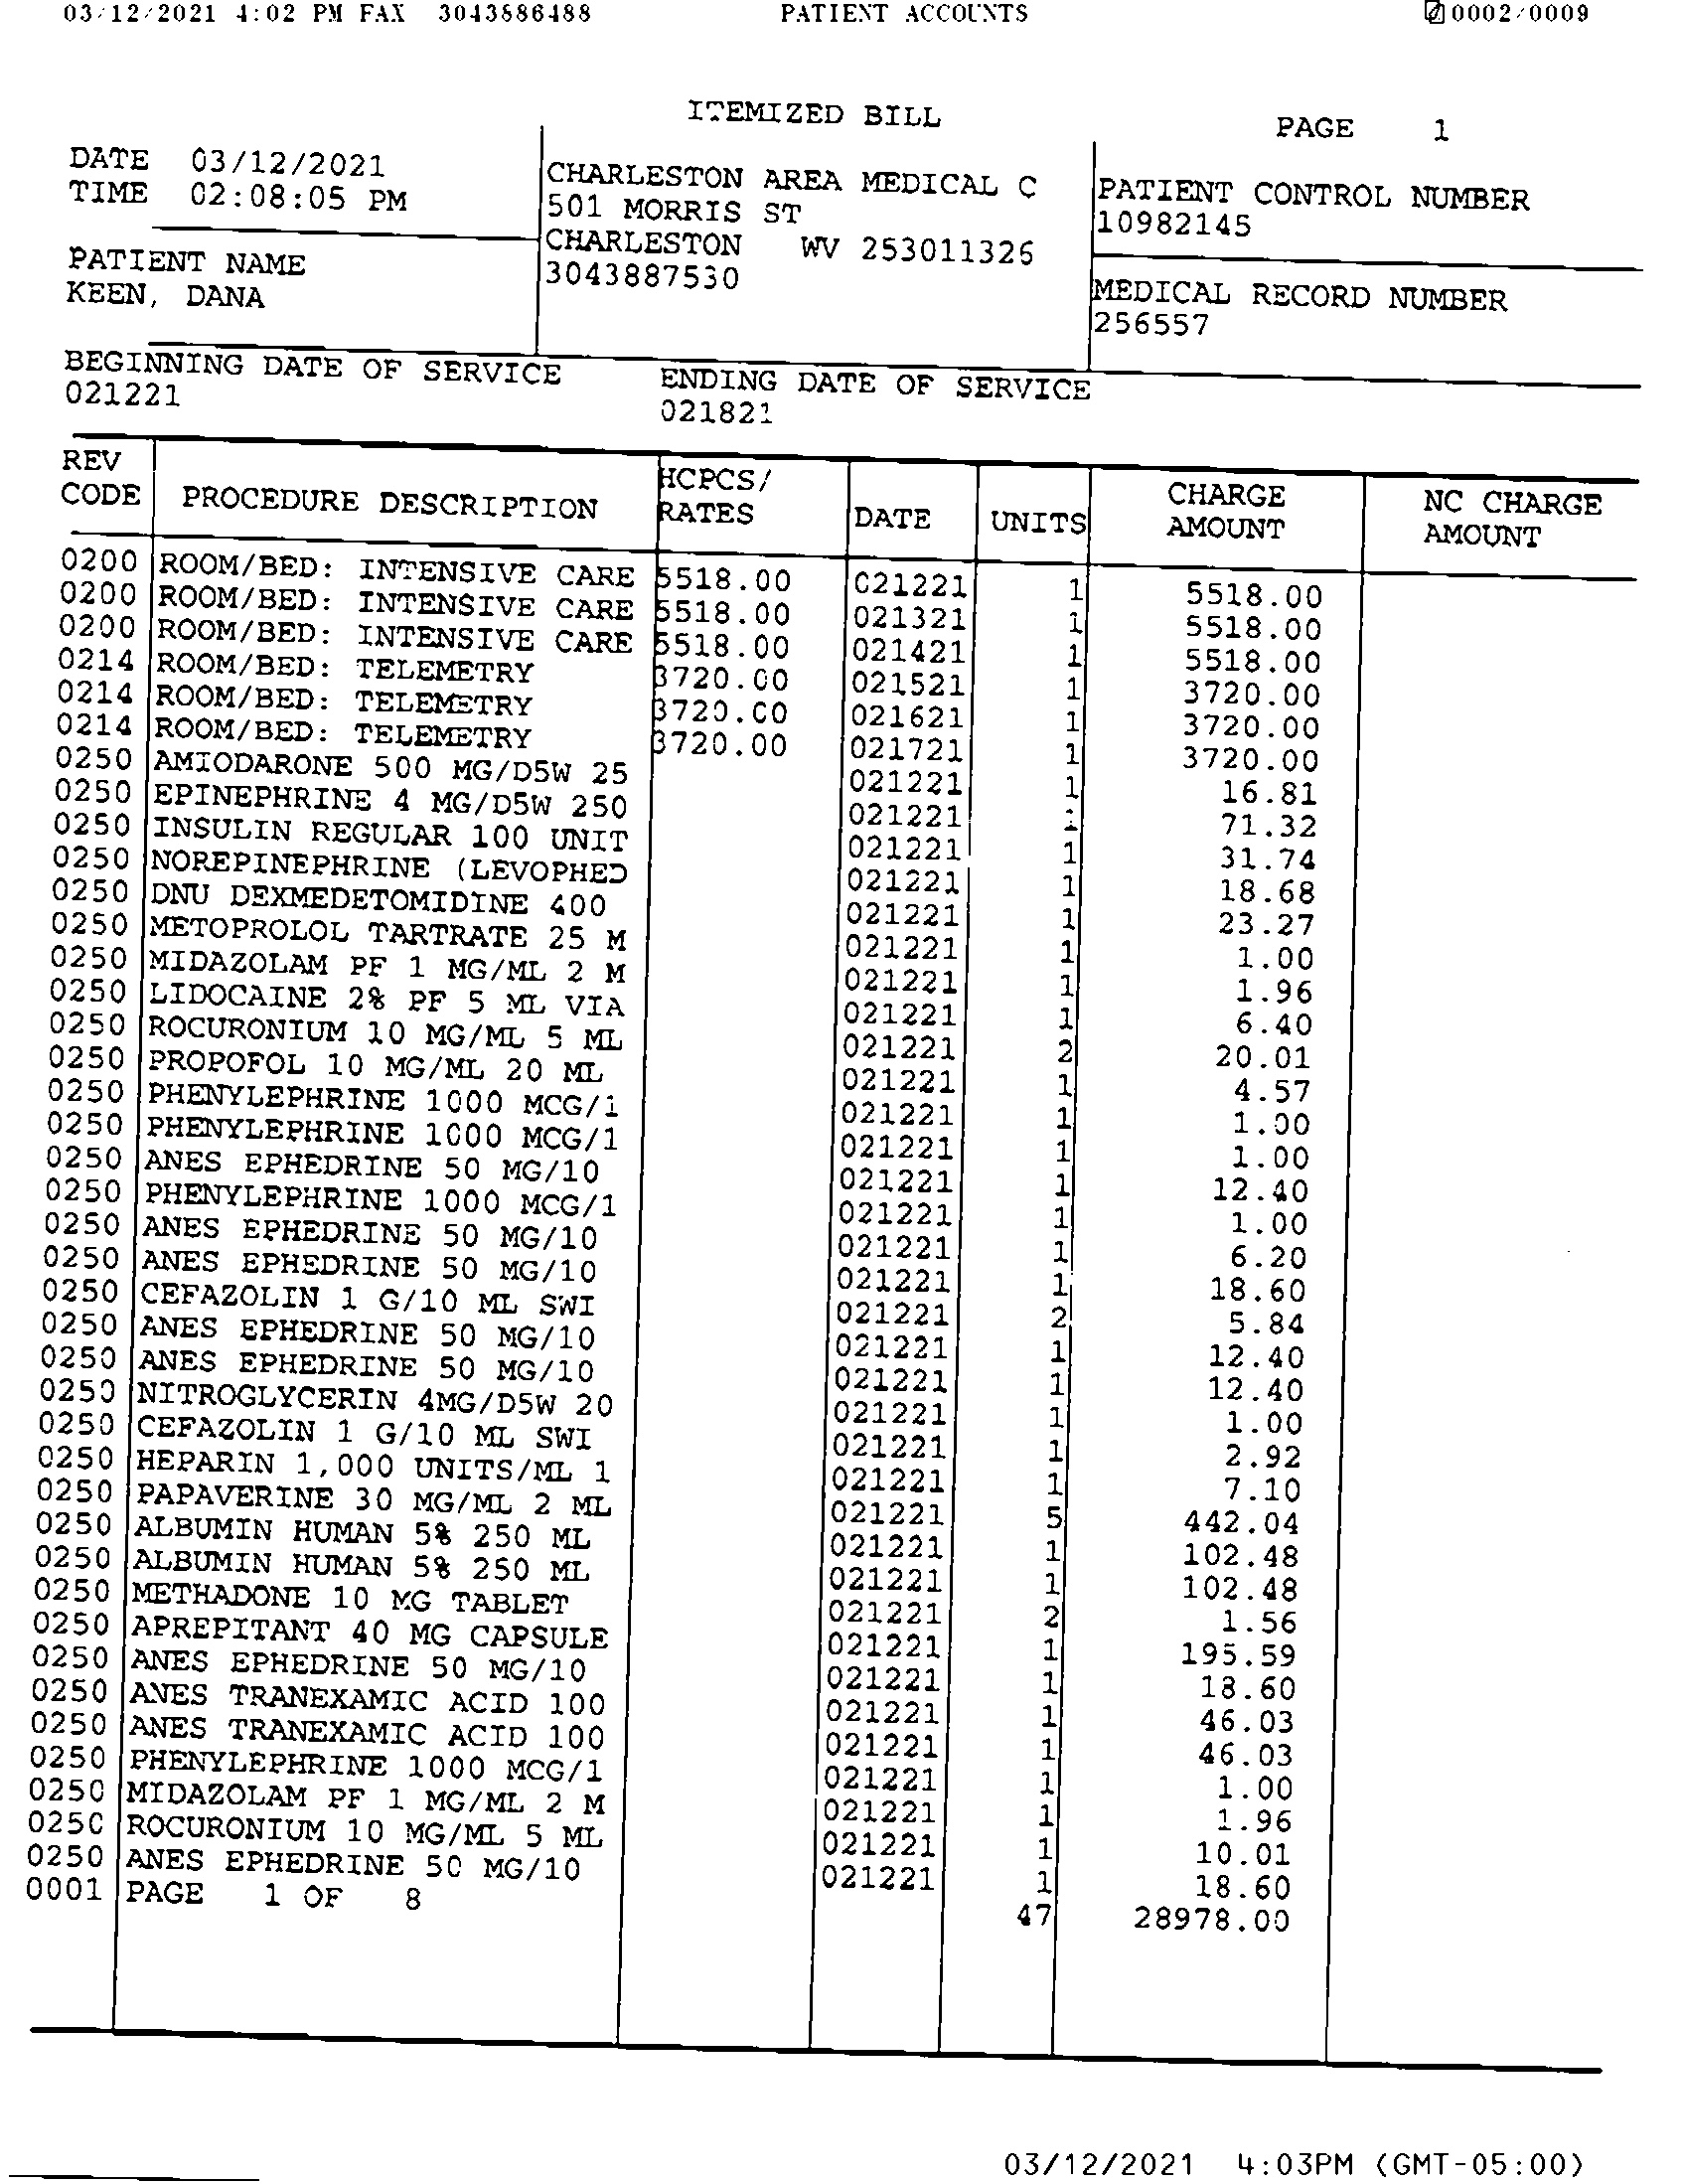 03/12/2021 4:02 PM FAX 3043886488 PATIENT ACCOUNTS 0002/0009
ITEMIZED BILL
PAGE 1
DATE 03/12/2021
TIME 02:08:05 PM
CHARLESTON AREA MEDICAL C
501 MORRIS ST
CHARLESTON WV 253011326
3043887530
PATIENT CONTROL NUMBER
10982145
PATIENT NAME
KEEN, DANA
MEDICAL RECORD NUMBER
256557
BEGINNING DATE OF SERVICE
021221
ENDING DATE OF SERVICE
021821
REV CODE PROCEDURE DESCRIPTION HCPCS/ RATES DATE UNITS CHARGE AMOUNT NC CHARGE AMOUNT
0200 ROOM/BED: INTENSIVE CARE 5518.00 021221 1 5518.00
0200 ROOM/BED: INTENSIVE CARE 5518.00 021321 1 5518.00
0200 ROOM/BED: INTENSIVE CARE 5518.00 021421 1 5518.00
0214 ROOM/BED: TELEMETRY 3720.00 021521 1 3720.00
0214 ROOM/BED: TELEMETRY 3720.00 021621 1 3720.00
0214 ROOM/BED: TELEMETRY 3720.00 021721 1 3720.00
0250 AMIODARONE 500 MG/D5W 25 021221 1 16.81
0250 EPINEPHRINE 4 MG/D5W 250 021221 1 71.32
0250 INSULIN REGULAR 100 UNIT 021221 1 31.74
0250 NOREPINEPHRINE (LEVOPHED 021221 1 18.68
0250 DNU DEXMEDETOMIDINE 400 021221 1 23.27
0250 METOPROLOL TARTRATE 25 M 021221 1 1.00
0250 MIDAZOLAM PF 1 MG/ML 2 M 021221 1 1.96
0250 LIDOCAINE 2% PF 5 ML VIA 021221 1 6.40
0250 ROCURONIUM 10 MG/ML 5 ML 021221 2 20.01
0250 PROPOFOL 10 MG/ML 20 ML 021221 1 4.57
0250 PHENYLEPHRINE 1000 MCG/1 021221 1 1.00
0250 PHENYLEPHRINE 1000 MCG/1 021221 1 1.00
0250 ANES EPHEDRINE 50 MG/10 021221 1 12.40
0250 PHENYLEPHRINE 1000 MCG/1 021221 1 1.00
0250 ANES EPHEDRINE 50 MG/10 021221 1 6.20
0250 ANES EPHEDRINE 50 MG/10 021221 1 18.60
0250 CEFAZOLIN 1 G/10 ML SWI 021221 2 5.84
0250 ANES EPHEDRINE 50 MG/10 021221 1 12.40
0250 ANES EPHEDRINE 50 MG/10 021221 1 12.40
0250 NITROGLYCERIN 4MG/D5W 20 021221 1 1.00
0250 CEFAZOLIN 1 G/10 ML SWI 021221 1 2.92
0250 HEPARIN 1,000 UNITS/ML 1 021221 1 7.10
0250 PAPAVERINE 30 MG/ML 2 ML 021221 5 442.04
0250 ALBUMIN HUMAN 5% 250 ML 021221 1 102.48
0250 ALBUMIN HUMAN 5% 250 ML 021221 1 102.48
0250 METHADONE 10 MG TABLET 021221 2 1.56
0250 APREPITANT 40 MG CAPSULE 021221 1 195.59
0250 ANES EPHEDRINE 50 MG/10 021221 1 18.60
0250 ANES TRANEXAMIC ACID 100 021221 1 46.03
0250 ANES TRANEXAMIC ACID 100 021221 1 46.03
0250 PHENYLEPHRINE 1000 MCG/1 021221 1 1.00
0250 MIDAZOLAM PF 1 MG/ML 2 M 021221 1 1.96
0250 ROCURONIUM 10 MG/ML 5 ML 021221 1 10.01
0250 ANES EPHEDRINE 50 MG/10 021221 1 18.60
0001 PAGE 1 OF 8 47 28978.00
03/12/2021 4:03PM (GMT-05:00)